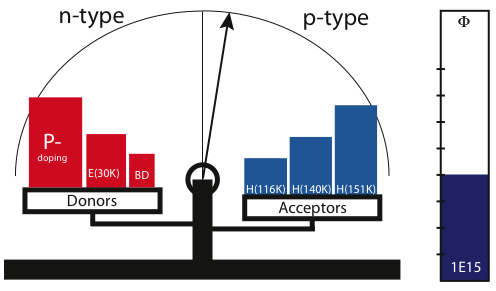 n-type
p-type
Φ
P-
doping
E(30K)
BD
H(116K)
H(140K)
H(151K)
Donors
Acceptors
1E15